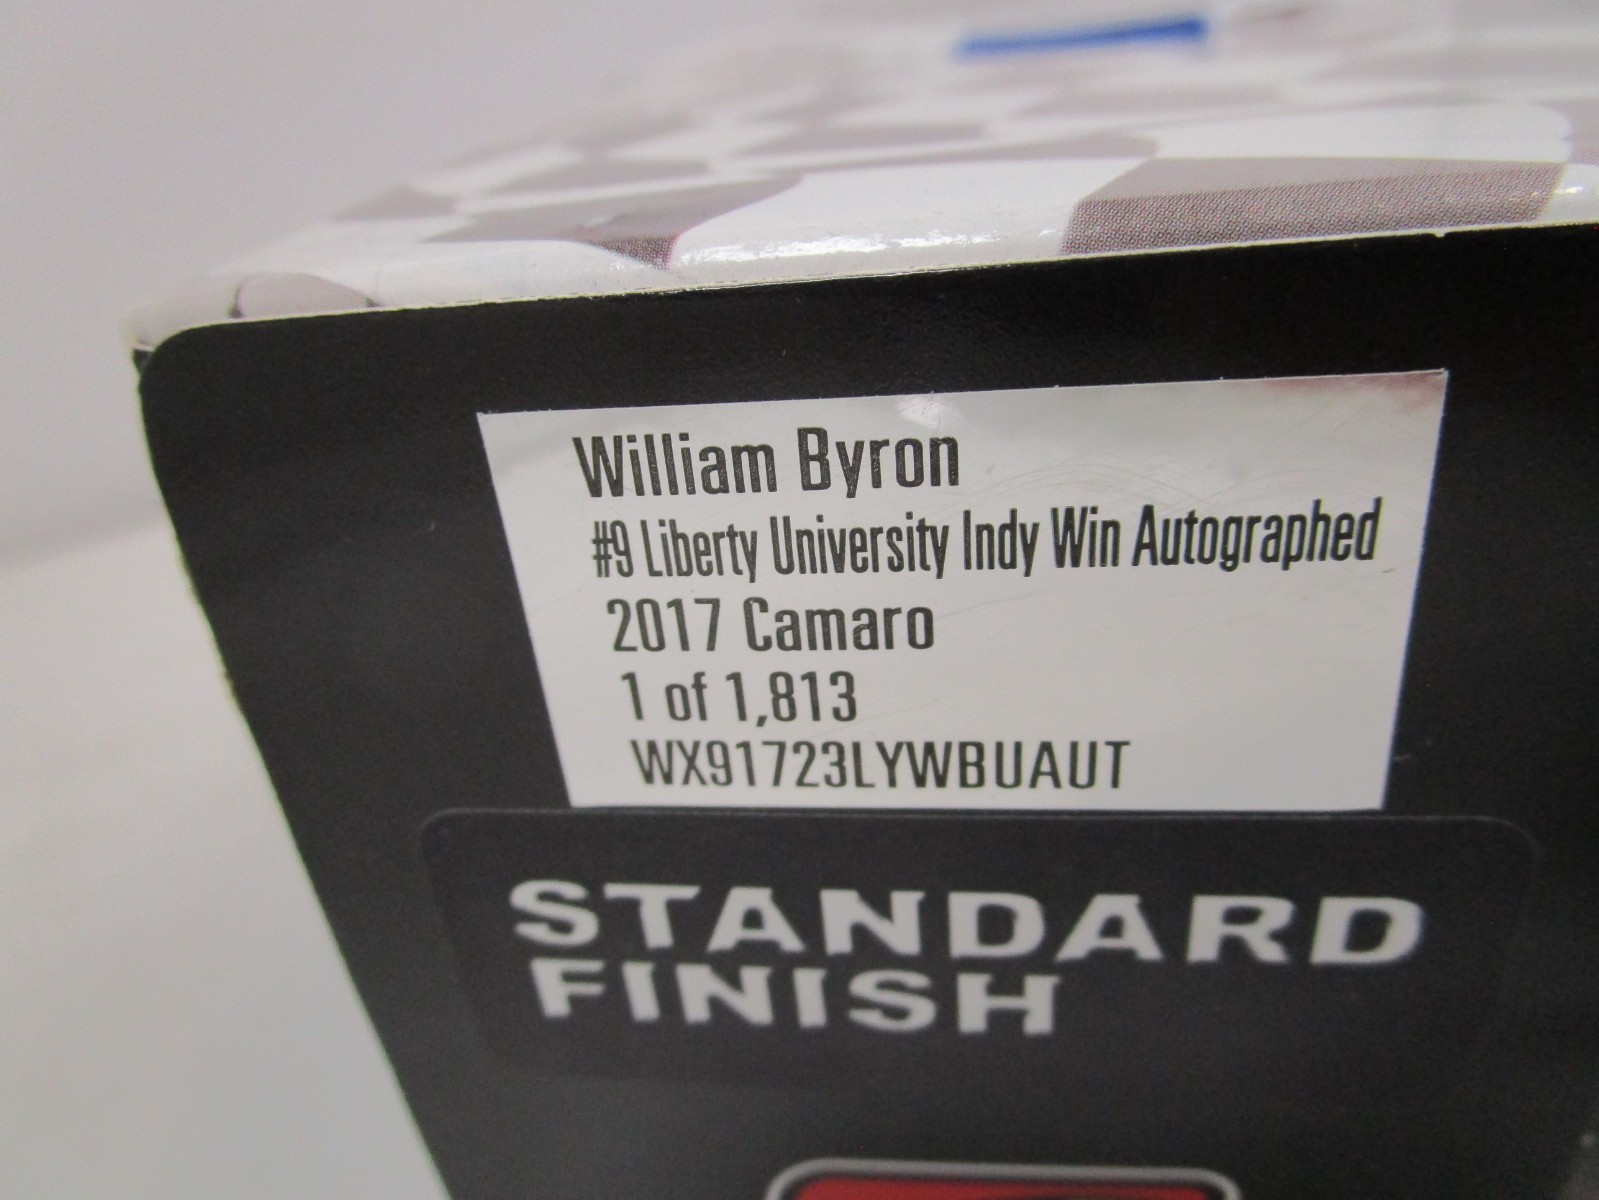 William Byron
#9 Liberty University Indy Win Autographed
2017 Camaro
1 of 1,813
WX91723LYWBUAUT
STANDARD
FINISH